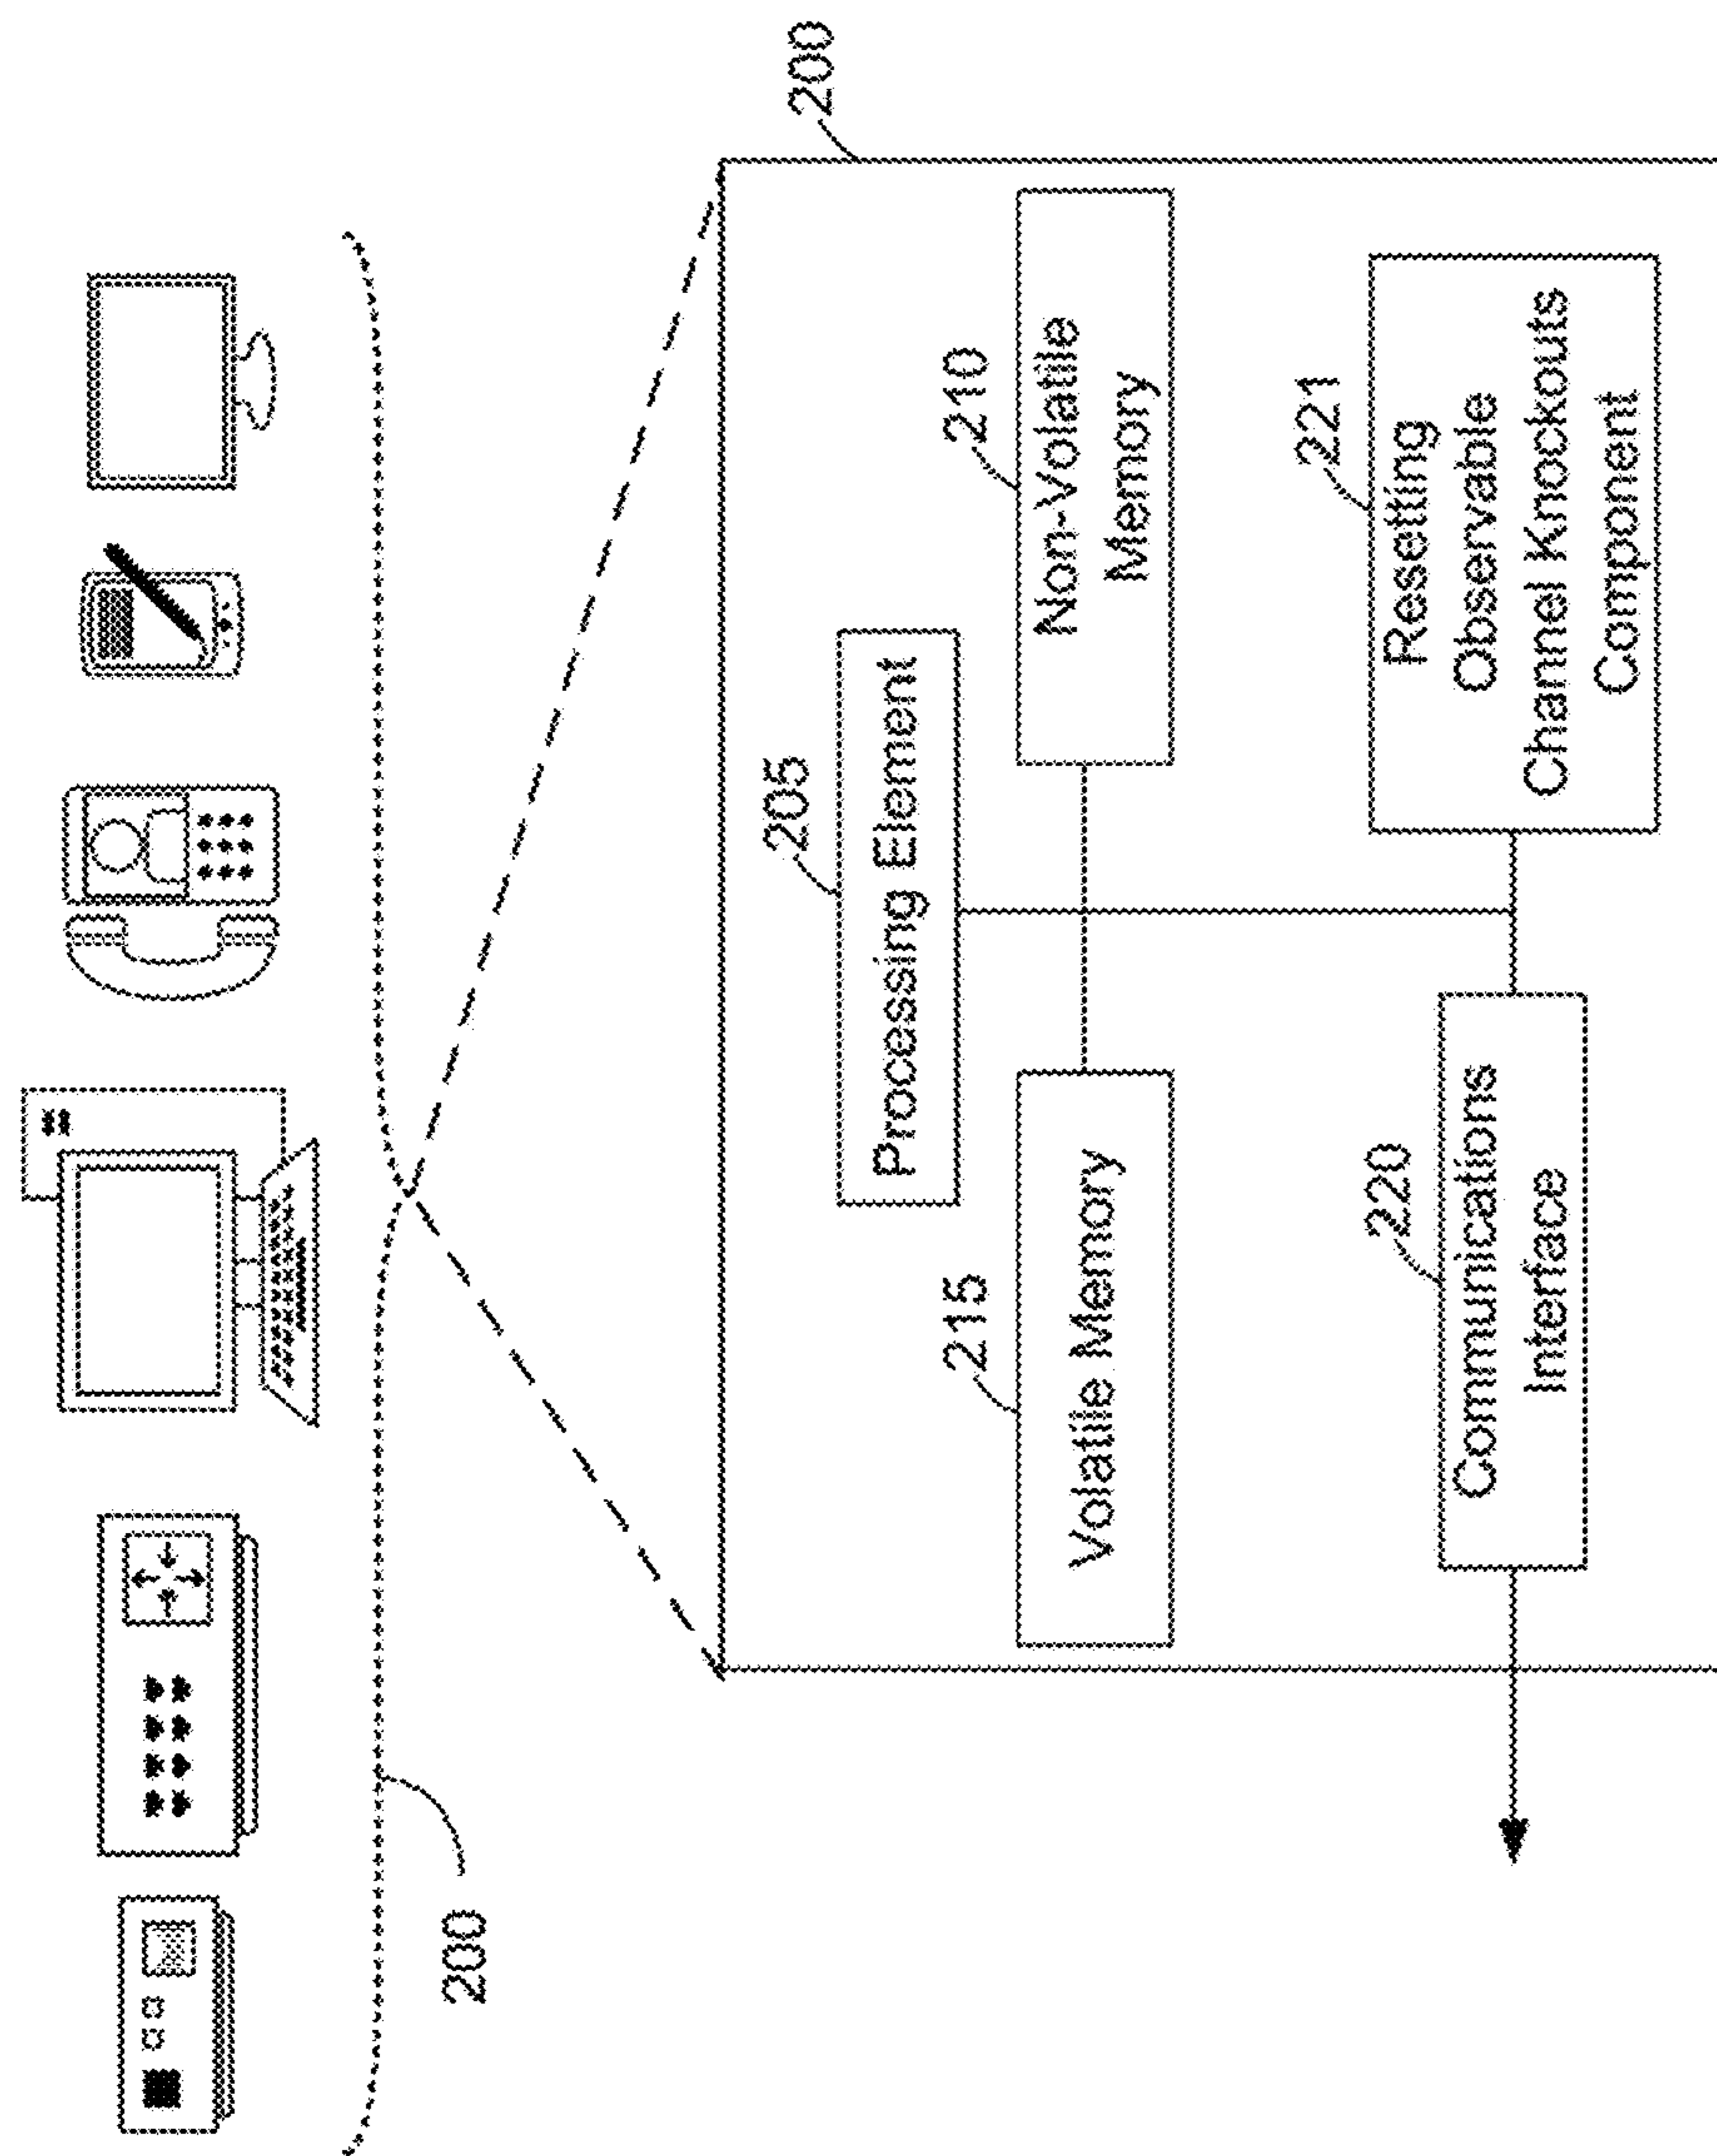 200
200
205
Processing Element
215
Volatile Memory
210
Non-Volatile
Memory
220
Communications
Interface
221
Resetting
Observable
Channel Knockouts
Component